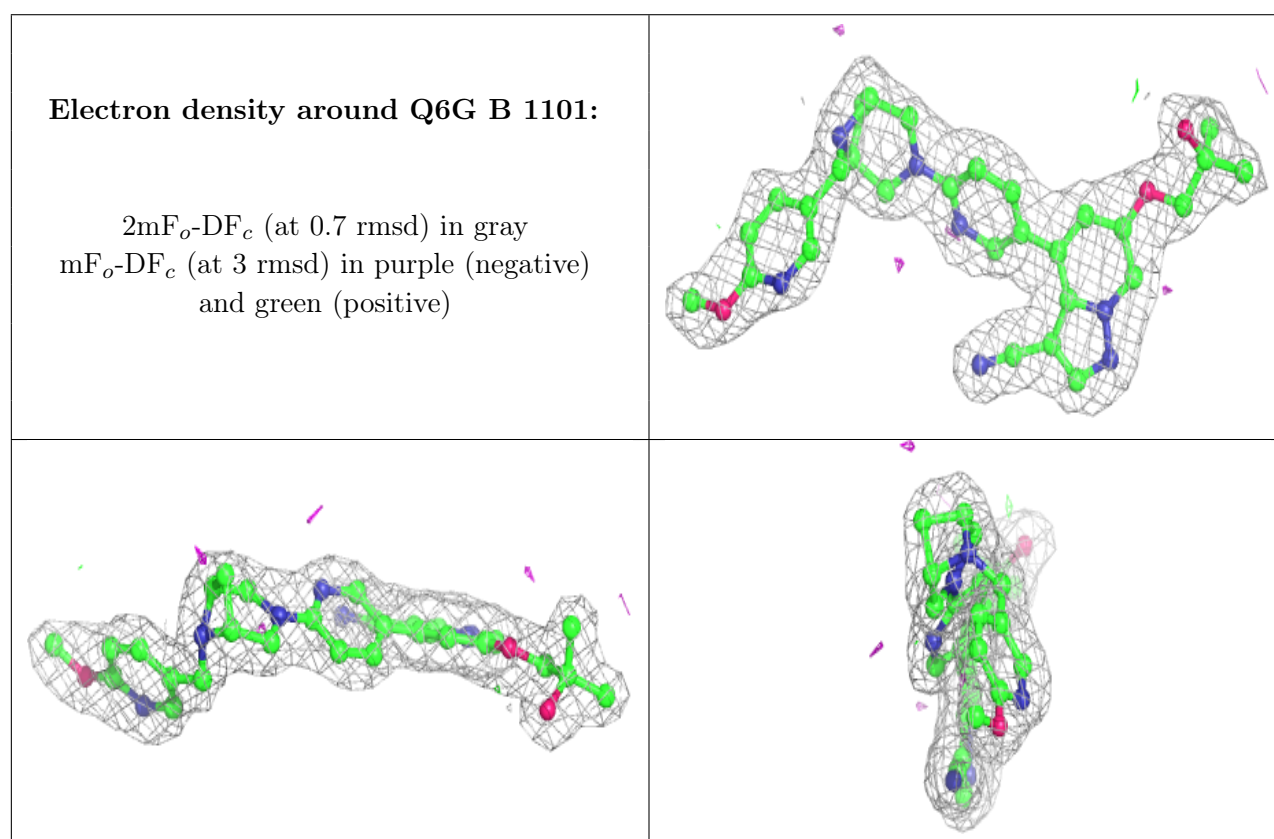 Electron density around Q6G B 1101:
2mFo-DFc (at 0.7 rmsd) in gray
mFo-DFc (at 3 rmsd) in purple (negative)
and green (positive)